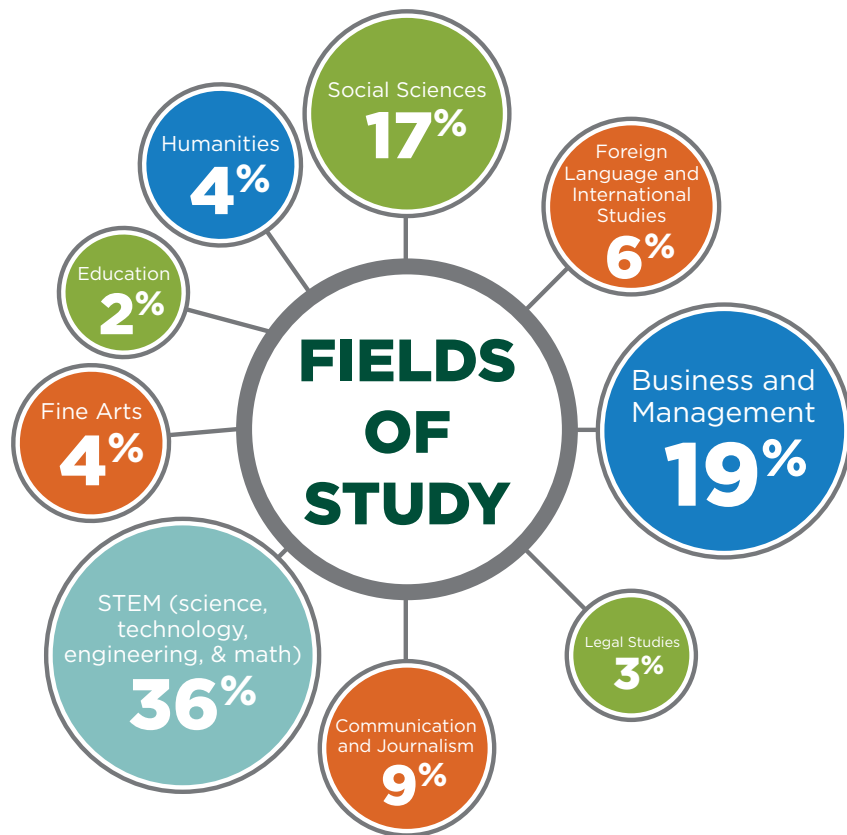 FIELDS
OF
STUDY
Social Sciences
17%
Foreign
Language and
International
Studies
6%
Business and
Management
19%
Legal Studies
3%
Communication
and Journalism
9%
STEM (science,
technology,
engineering, & math)
36%
Fine Arts
4%
Education
2%
Humanities
4%